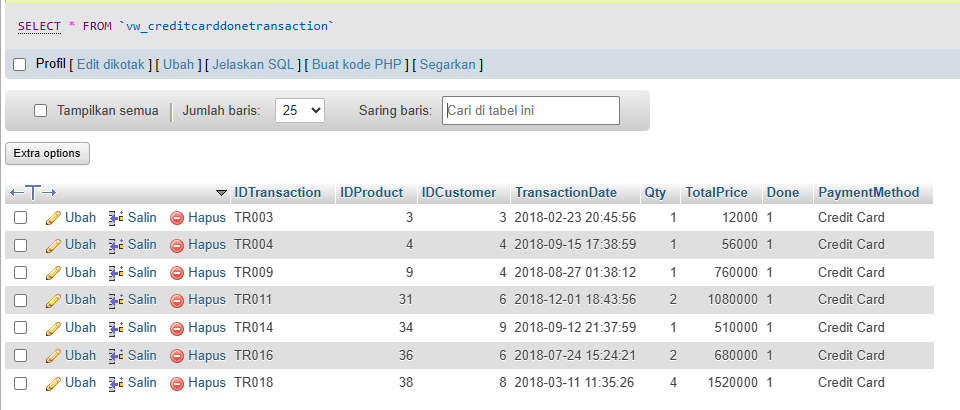 SELECT * FROM `vw_creditcarddonetransaction`
Profil [ Edit dikotak ] [ Ubah ] [ Jelaskan SQL ] [ Buat kode PHP ] [ Segarkan ]
Tampilkan semua Jumlah baris: 25 Saring baris: Cari di tabel ini
Extra options
IDTransaction IDProduct IDCustomer TransactionDate Qty TotalPrice Done PaymentMethod
Ubah Salin Hapus TR003 3 3 2018-02-23 20:45:56 1 12000 1 Credit Card
Ubah Salin Hapus TR004 4 4 2018-09-15 17:38:59 1 56000 1 Credit Card
Ubah Salin Hapus TR009 9 4 2018-08-27 01:38:12 1 760000 1 Credit Card
Ubah Salin Hapus TR011 31 6 2018-12-01 18:43:56 2 1080000 1 Credit Card
Ubah Salin Hapus TR014 34 9 2018-09-12 21:37:59 1 510000 1 Credit Card
Ubah Salin Hapus TR016 36 6 2018-07-24 15:24:21 2 680000 1 Credit Card
Ubah Salin Hapus TR018 38 8 2018-03-11 11:35:26 4 1520000 1 Credit Card